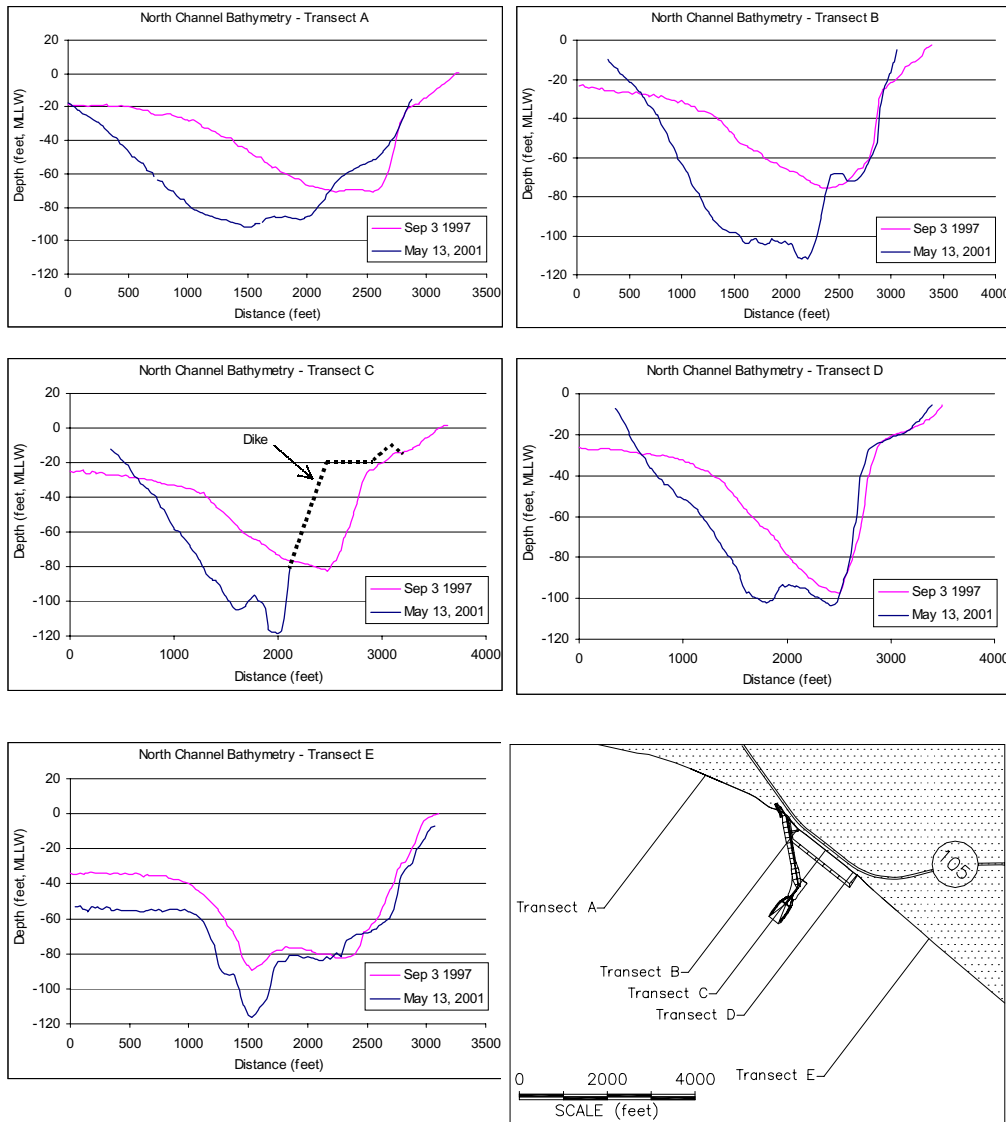 North Channel Bathymetry - Transect A
20
0
-20
-40
-60
-80
-100
-120
Depth (feet, MLLW)
0 500 1000 1500 2000 2500 3000 3500
Distance (feet)
Sep 3 1997
May 13, 2001
North Channel Bathymetry - Transect B
0
-20
-40
-60
-80
-100
-120
Depth (feet, MLLW)
0 500 1000 1500 2000 2500 3000 3500 4000
Distance (feet)
Sep 3 1997
May 13, 2001
North Channel Bathymetry - Transect C
20
0
-20
-40
-60
-80
-100
-120
Depth (feet, MLLW)
Dike
0 1000 2000 3000 4000
Distance (feet)
Sep 3 1997
May 13, 2001
North Channel Bathymetry - Transect D
0
-20
-40
-60
-80
-100
-120
Depth (feet, MLLW)
0 1000 2000 3000 4000
Distance (feet)
Sep 3 1997
May 13, 2001
North Channel Bathymetry - Transect E
20
0
-20
-40
-60
-80
-100
-120
Depth (feet, MLLW)
0 500 1000 1500 2000 2500 3000 3500
Distance (feet)
Sep 3 1997
May 13, 2001
105
Transect A
Transect B
Transect C
Transect D
Transect E
0 2000 4000
SCALE (feet)